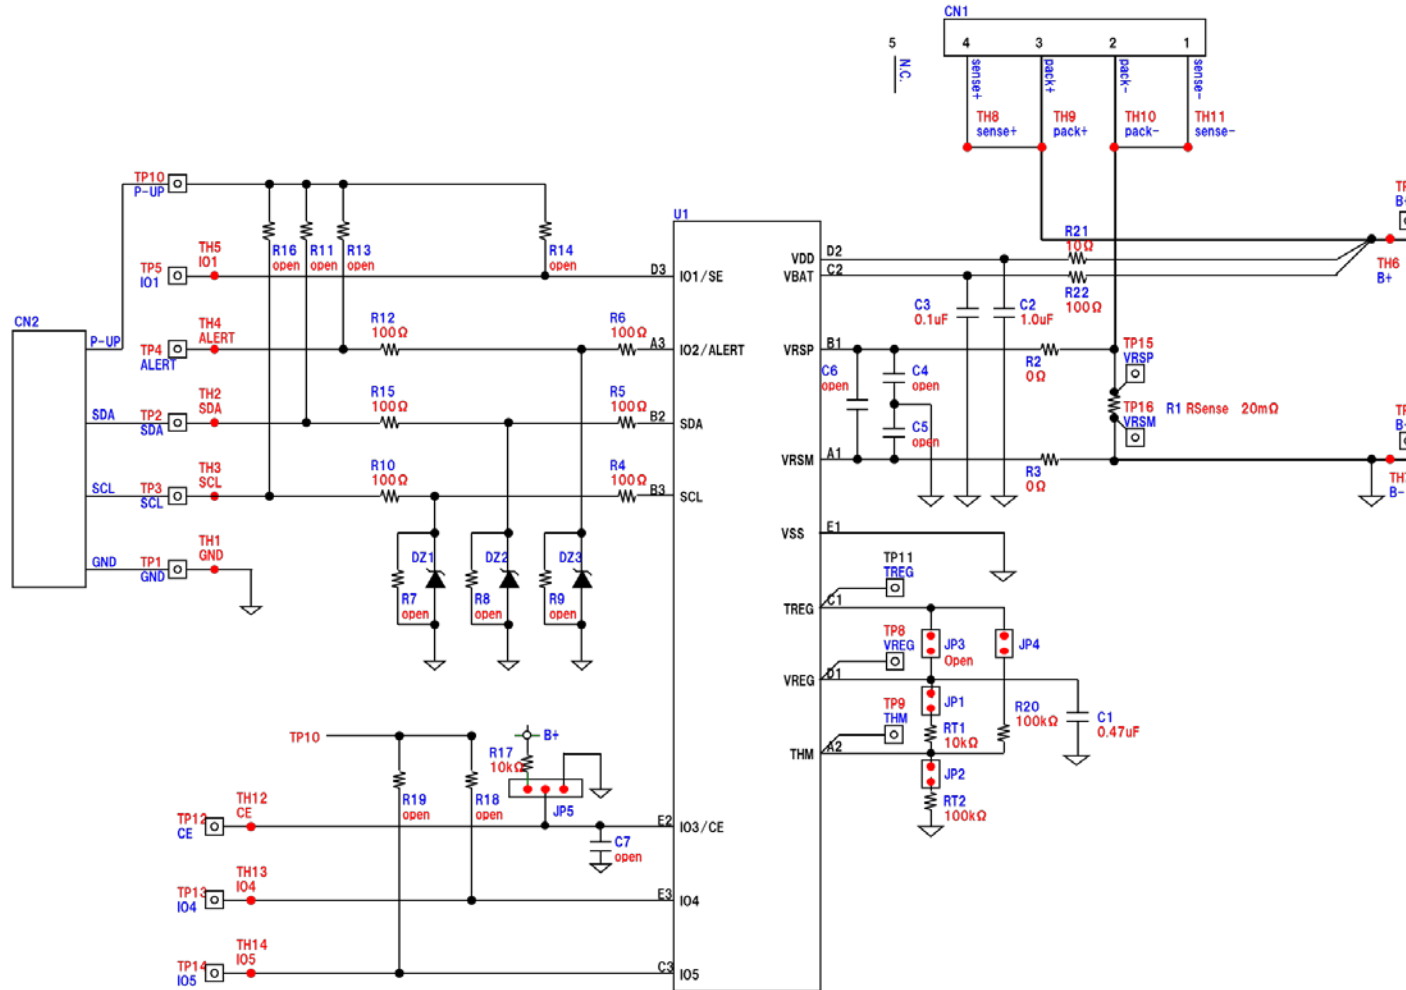 CN1
5 4 3 2 1
N.C. sense+ pack+ pack- sense-
TH8 TH9 TH10 TH11
sense+ pack+ pack- sense-
TP10
P-UP
U1
TP
B+
R16 R11 R13 R14
open open open open
TH5
IO1
TP5
IO1
D3 IO1/SE
VDD D2
VBAT C2
R21
10Ω
R22
100Ω
TH6
B+
C3
0.1uF
C2
1.0uF
CN2
P-UP
TH4
ALERT
TP4
ALERT
R12
100Ω
R6
100Ω
A3 IO2/ALERT
VRSP B1
R2
0Ω
TP15
VRSP
C6
open
C4
open
TH2
SDA
SDA TP2
SDA
R15
100Ω
R5
100Ω
B2 SDA
C5
open
TP16
VRSM
R1 RSense 20mΩ
TP
B-
VRSM A1
R3
0Ω
TH7
B-
TH3
SCL
SCL TP3
SCL
R10
100Ω
R4
100Ω
B3 SCL
VSS E1
TH1
GND
GND TP1
GND
DZ1 DZ2 DZ3
R7 R8 R9
open open open
TP11
TREG
TREG C1
TP8
VREG
JP3
Open
JP4
VREG D1
JP1
TP9
THM
RT1
10kΩ
R20
100kΩ
C1
0.47uF
THM A2
JP2
RT2
100kΩ
TP10
R17
10kΩ
B+
JP5
R19 R18
open open
TH12
CE
TP12
CE
E2 IO3/CE
C7
open
TH13
IO4
TP13
IO4
E3 IO4
TH14
IO5
TP14
IO5
C3 IO5